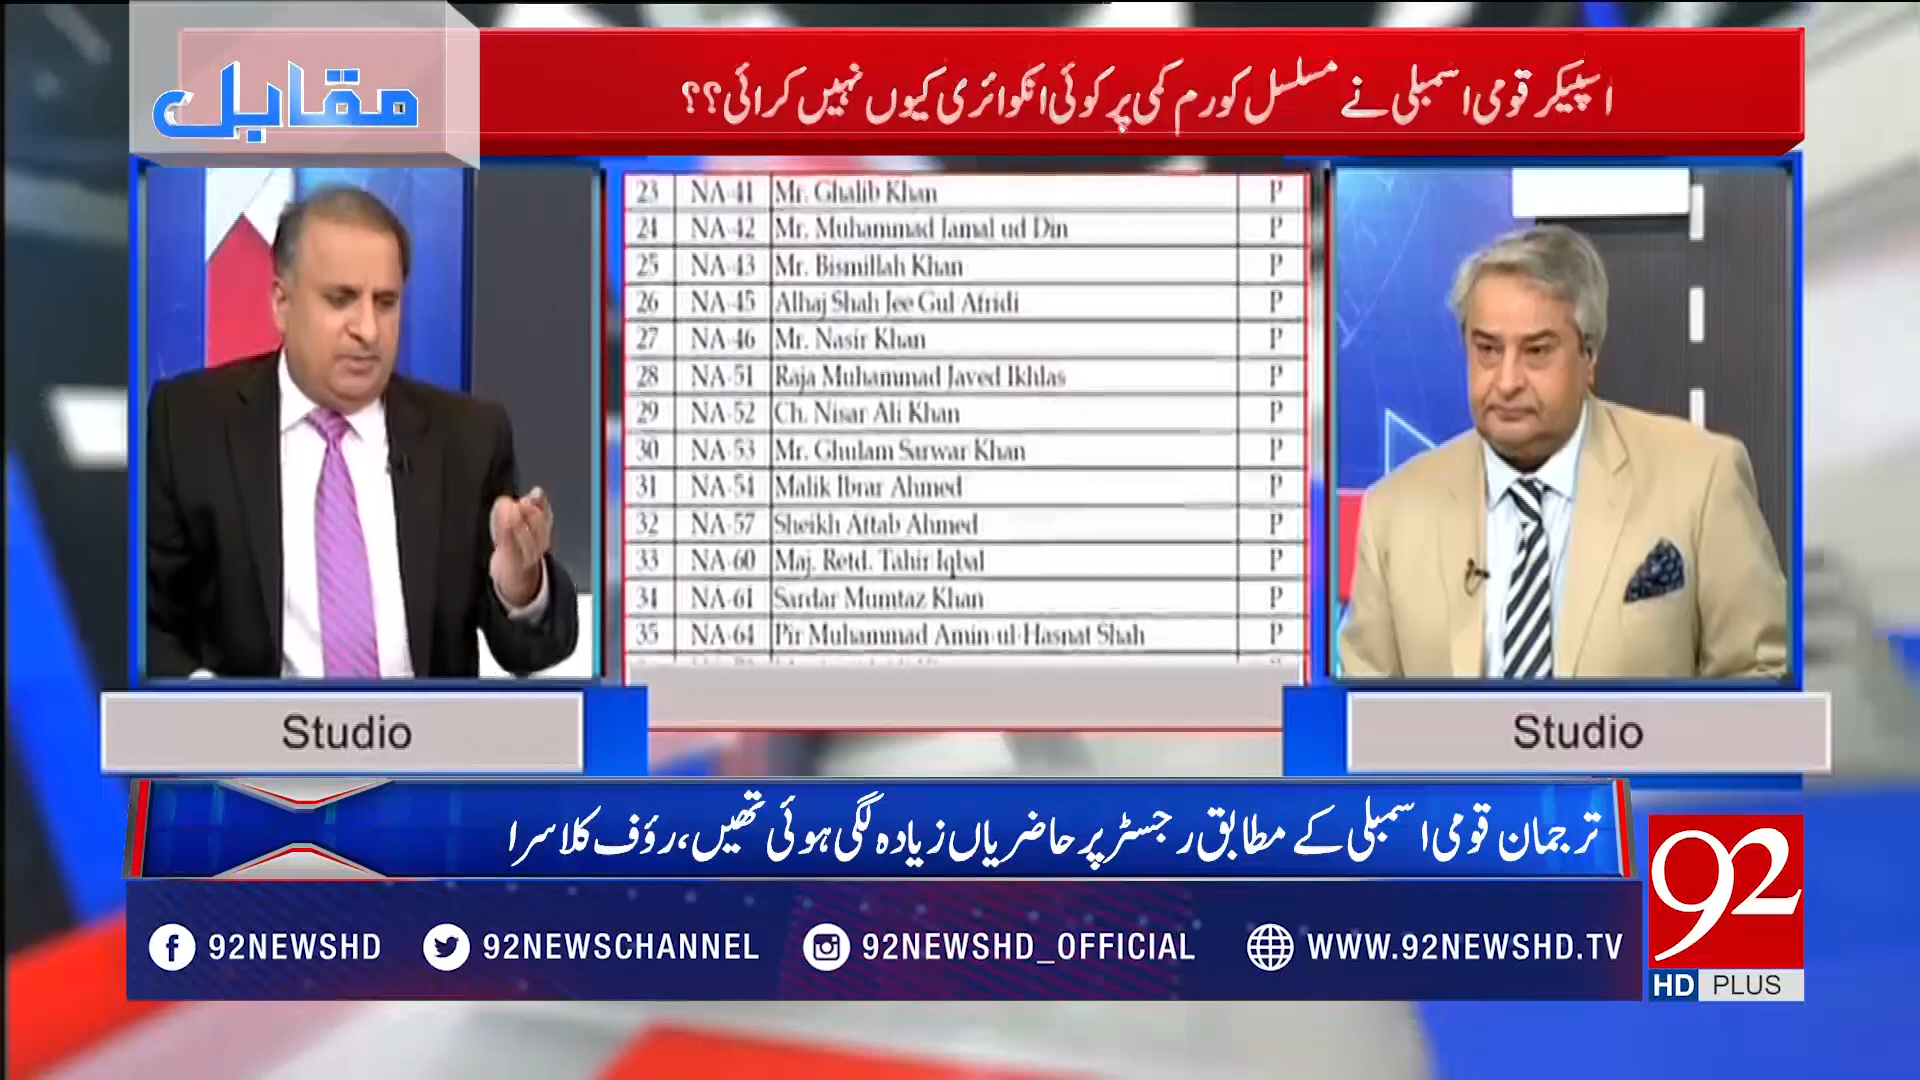 مقابل
اسپیکر قومی اسمبلی نے مسلسل کورم کمی پر کوئی انکوائری کیوں نہیں کرائی؟؟
23 NA-41 Mr. Ghalib Khan P
24 NA-42 Mr. Muhammad Jamal ud Din P
25 NA-43 Mr. Bismillah Khan P
26 NA-45 Alhaj Shah Jee Gul Afridi P
27 NA-46 Mr. Nasir Khan P
28 NA-51 Raja Muhammad Javed Ikhlas P
29 NA-52 Ch. Nisar Ali Khan P
30 NA-53 Mr. Ghulam Sarwar Khan P
31 NA-54 Malik Ibrar Ahmed P
32 NA-57 Sheikh Aftab Ahmed P
33 NA-60 Maj. Retd. Tahir Iqbal P
34 NA-61 Sardar Mumtaz Khan P
35 NA-64 Pir Muhammad Amin-ul-Hasnat Shah P
Studio
Studio
ترجمان قومی اسمبلی کے مطابق رجسٹر پر حاضریاں زیادہ لگی ہوئی تھیں، رؤف کلاسرا
92NEWSHD
92NEWSCHANNEL
92NEWSHD_OFFICIAL
WWW.92NEWSHD.TV
92
HD PLUS